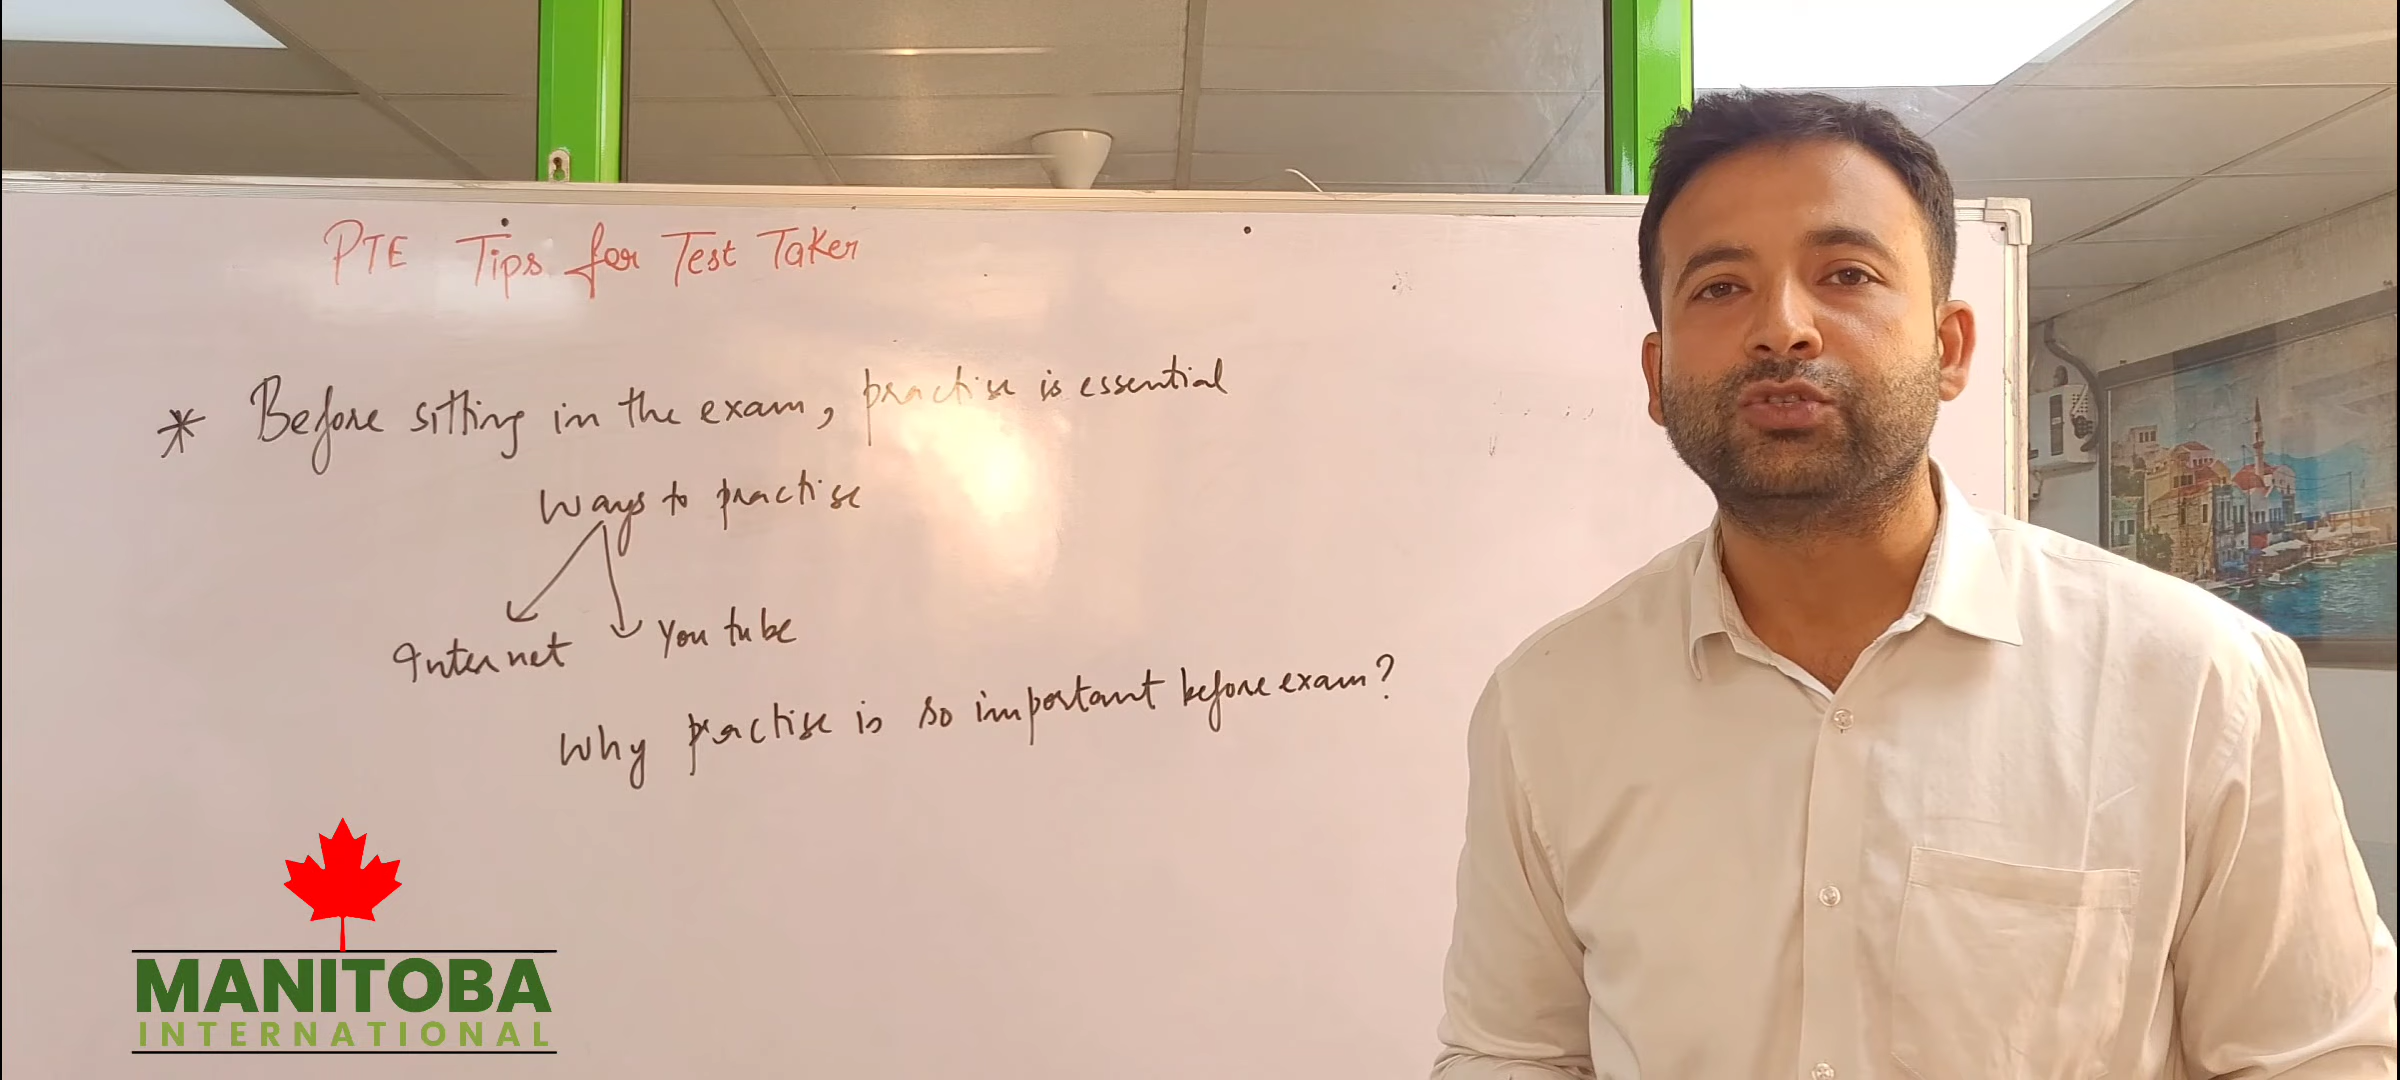 PTE Tips for Test Taker
* Before sitting in the exam, practise is essential
Ways to practise
Internet
You tube
Why practise is so important before exam?
MANITOBA
INTERNATIONAL